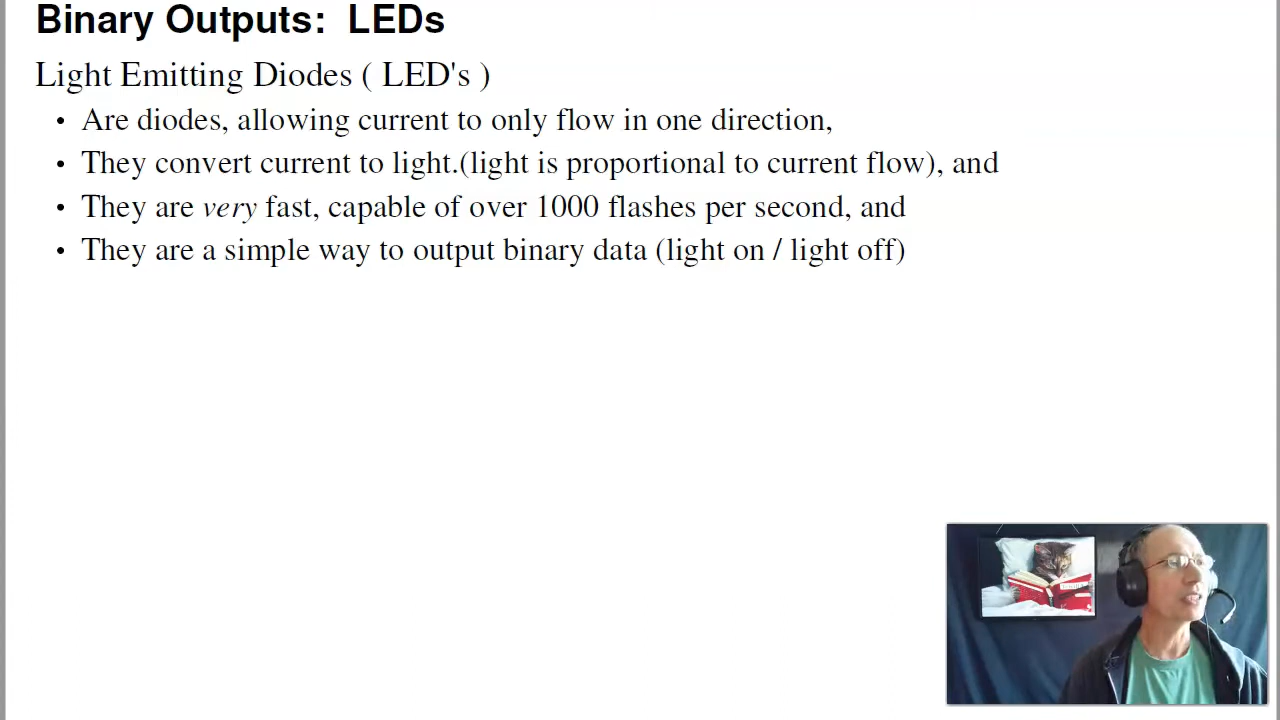 Binary Outputs: LEDs
Light Emitting Diodes ( LED's )
• Are diodes, allowing current to only flow in one direction,
• They convert current to light.(light is proportional to current flow), and
• They are very fast, capable of over 1000 flashes per second, and
• They are a simple way to output binary data (light on / light off)